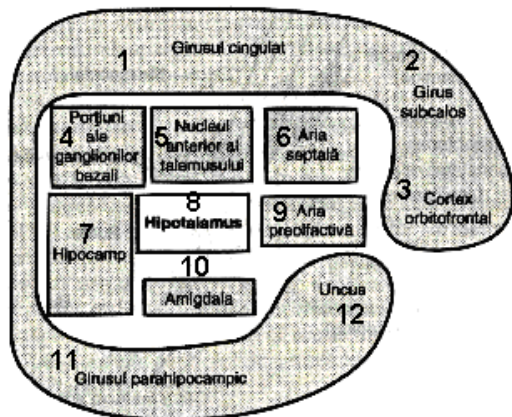 1
Girusul cingulat
2
Girus
subcalos
3
Cortex
orbitofrontal
4
Porțiuni
ale
ganglionilor
bazali
5
Nucleul
anterior al
talamusului
6
Aria
septală
7
Hipocamp
8
Hipotalamus
9
Aria
preolfactivă
10
Amigdala
11
Girusul parahipocampic
Uncus
12